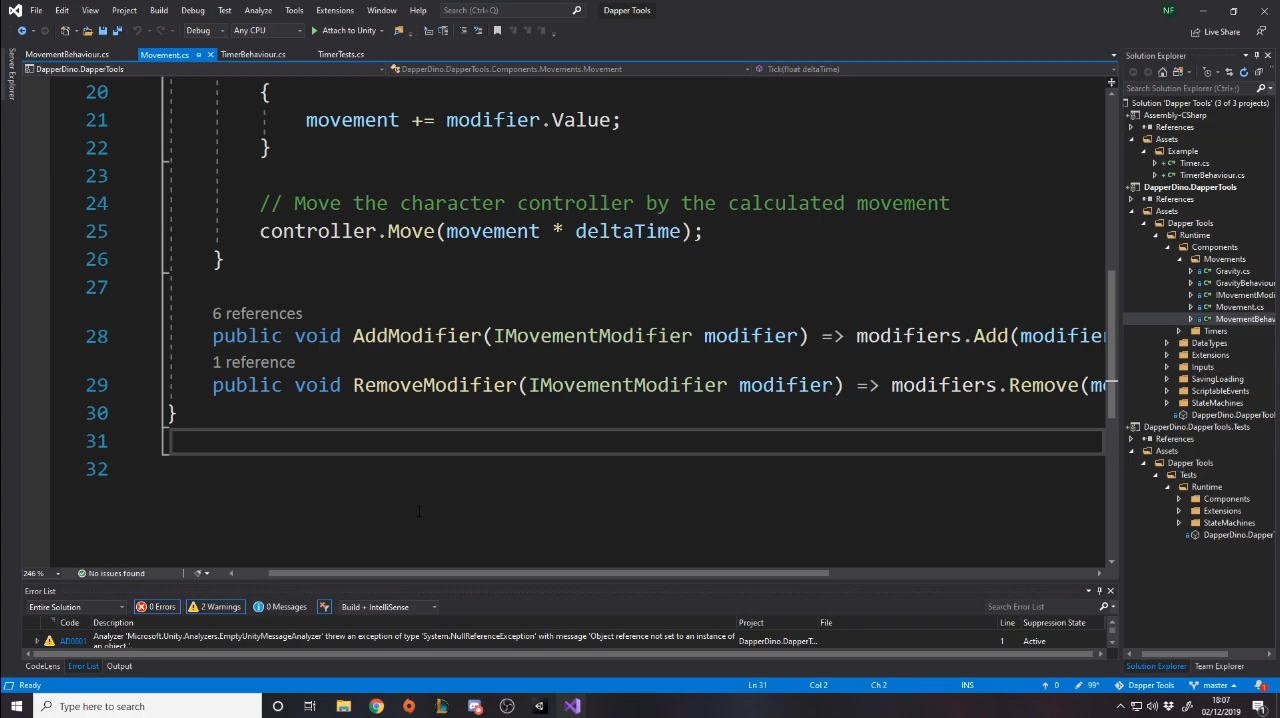 File Edit View Project Build Debug Test Analyze Tools Extensions Window Help Search (Ctrl+Q) Dapper Tools NF
Debug Any CPU Attach to Unity Live Share
MovementBehaviour.cs Movement.cs TimerBehaviour.cs TimerTests.cs
DapperDino.DapperTools DapperDino.DapperTools.Components.Movements.Movement Tick(float deltaTime)
Server Explorer
20 {
21 movement += modifier.Value;
22 }
23
24 // Move the character controller by the calculated movement
25 controller.Move(movement * deltaTime);
26 }
27
6 references
28 public void AddModifier(IMovementModifier modifier) => modifiers.Add(modifier
1 reference
29 public void RemoveModifier(IMovementModifier modifier) => modifiers.Remove(mo
30 }
31
32
246 % No issues found
Solution Explorer
Search Solution Explorer (Ctrl+;)
Solution 'Dapper Tools' (3 of 3 projects)
Assembly-CSharp
References
Assets
Example
Timer.cs
TimerBehaviour.cs
DapperDino.DapperTools
References
Assets
Dapper Tools
Runtime
Components
Movements
Gravity.cs
GravityBehaviour
IMovementModi
Movement.cs
MovementBehav
Timers
DataTypes
Extensions
Inputs
SavingLoading
ScriptableEvents
StateMachines
DapperDino.DapperTool
DapperDino.DapperTools.Tests
References
Assets
Dapper Tools
Tests
Runtime
Components
Extensions
StateMachines
DapperDino.Dapper
Error List
Entire Solution 0 Errors 2 Warnings 0 Messages Build + IntelliSense Search Error List
Code Description Project File Line Suppression State
AD0001 Analyzer 'Microsoft.Unity.Analyzers.EmptyUnityMessageAnalyzer' threw an exception of type 'System.NullReferenceException' with message 'Object reference not set to an instance of an object.'. DapperDino.DapperT... 1 Active
CodeLens Error List Output Solution Explorer Team Explorer
Ready Ln 31 Col 2 Ch 2 INS 0 99* Dapper Tools master 1
Type here to search 18:07
02/12/2019